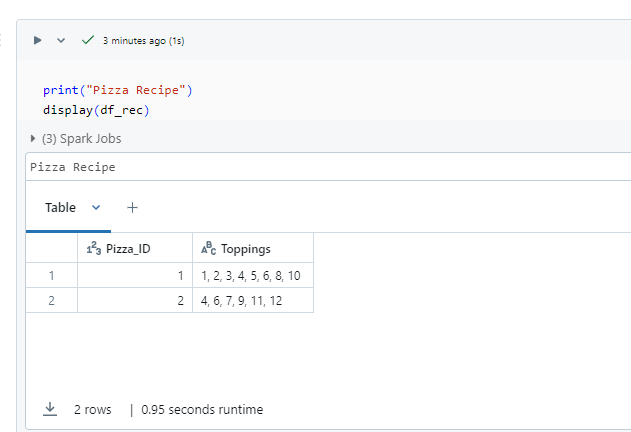 3 minutes ago (1s)
print("Pizza Recipe")
display(df_rec)
(3) Spark Jobs
Pizza Recipe
Table
123 Pizza_ID ABC Toppings
1 1 1, 2, 3, 4, 5, 6, 8, 10
2 2 4, 6, 7, 9, 11, 12
2 rows | 0.95 seconds runtime